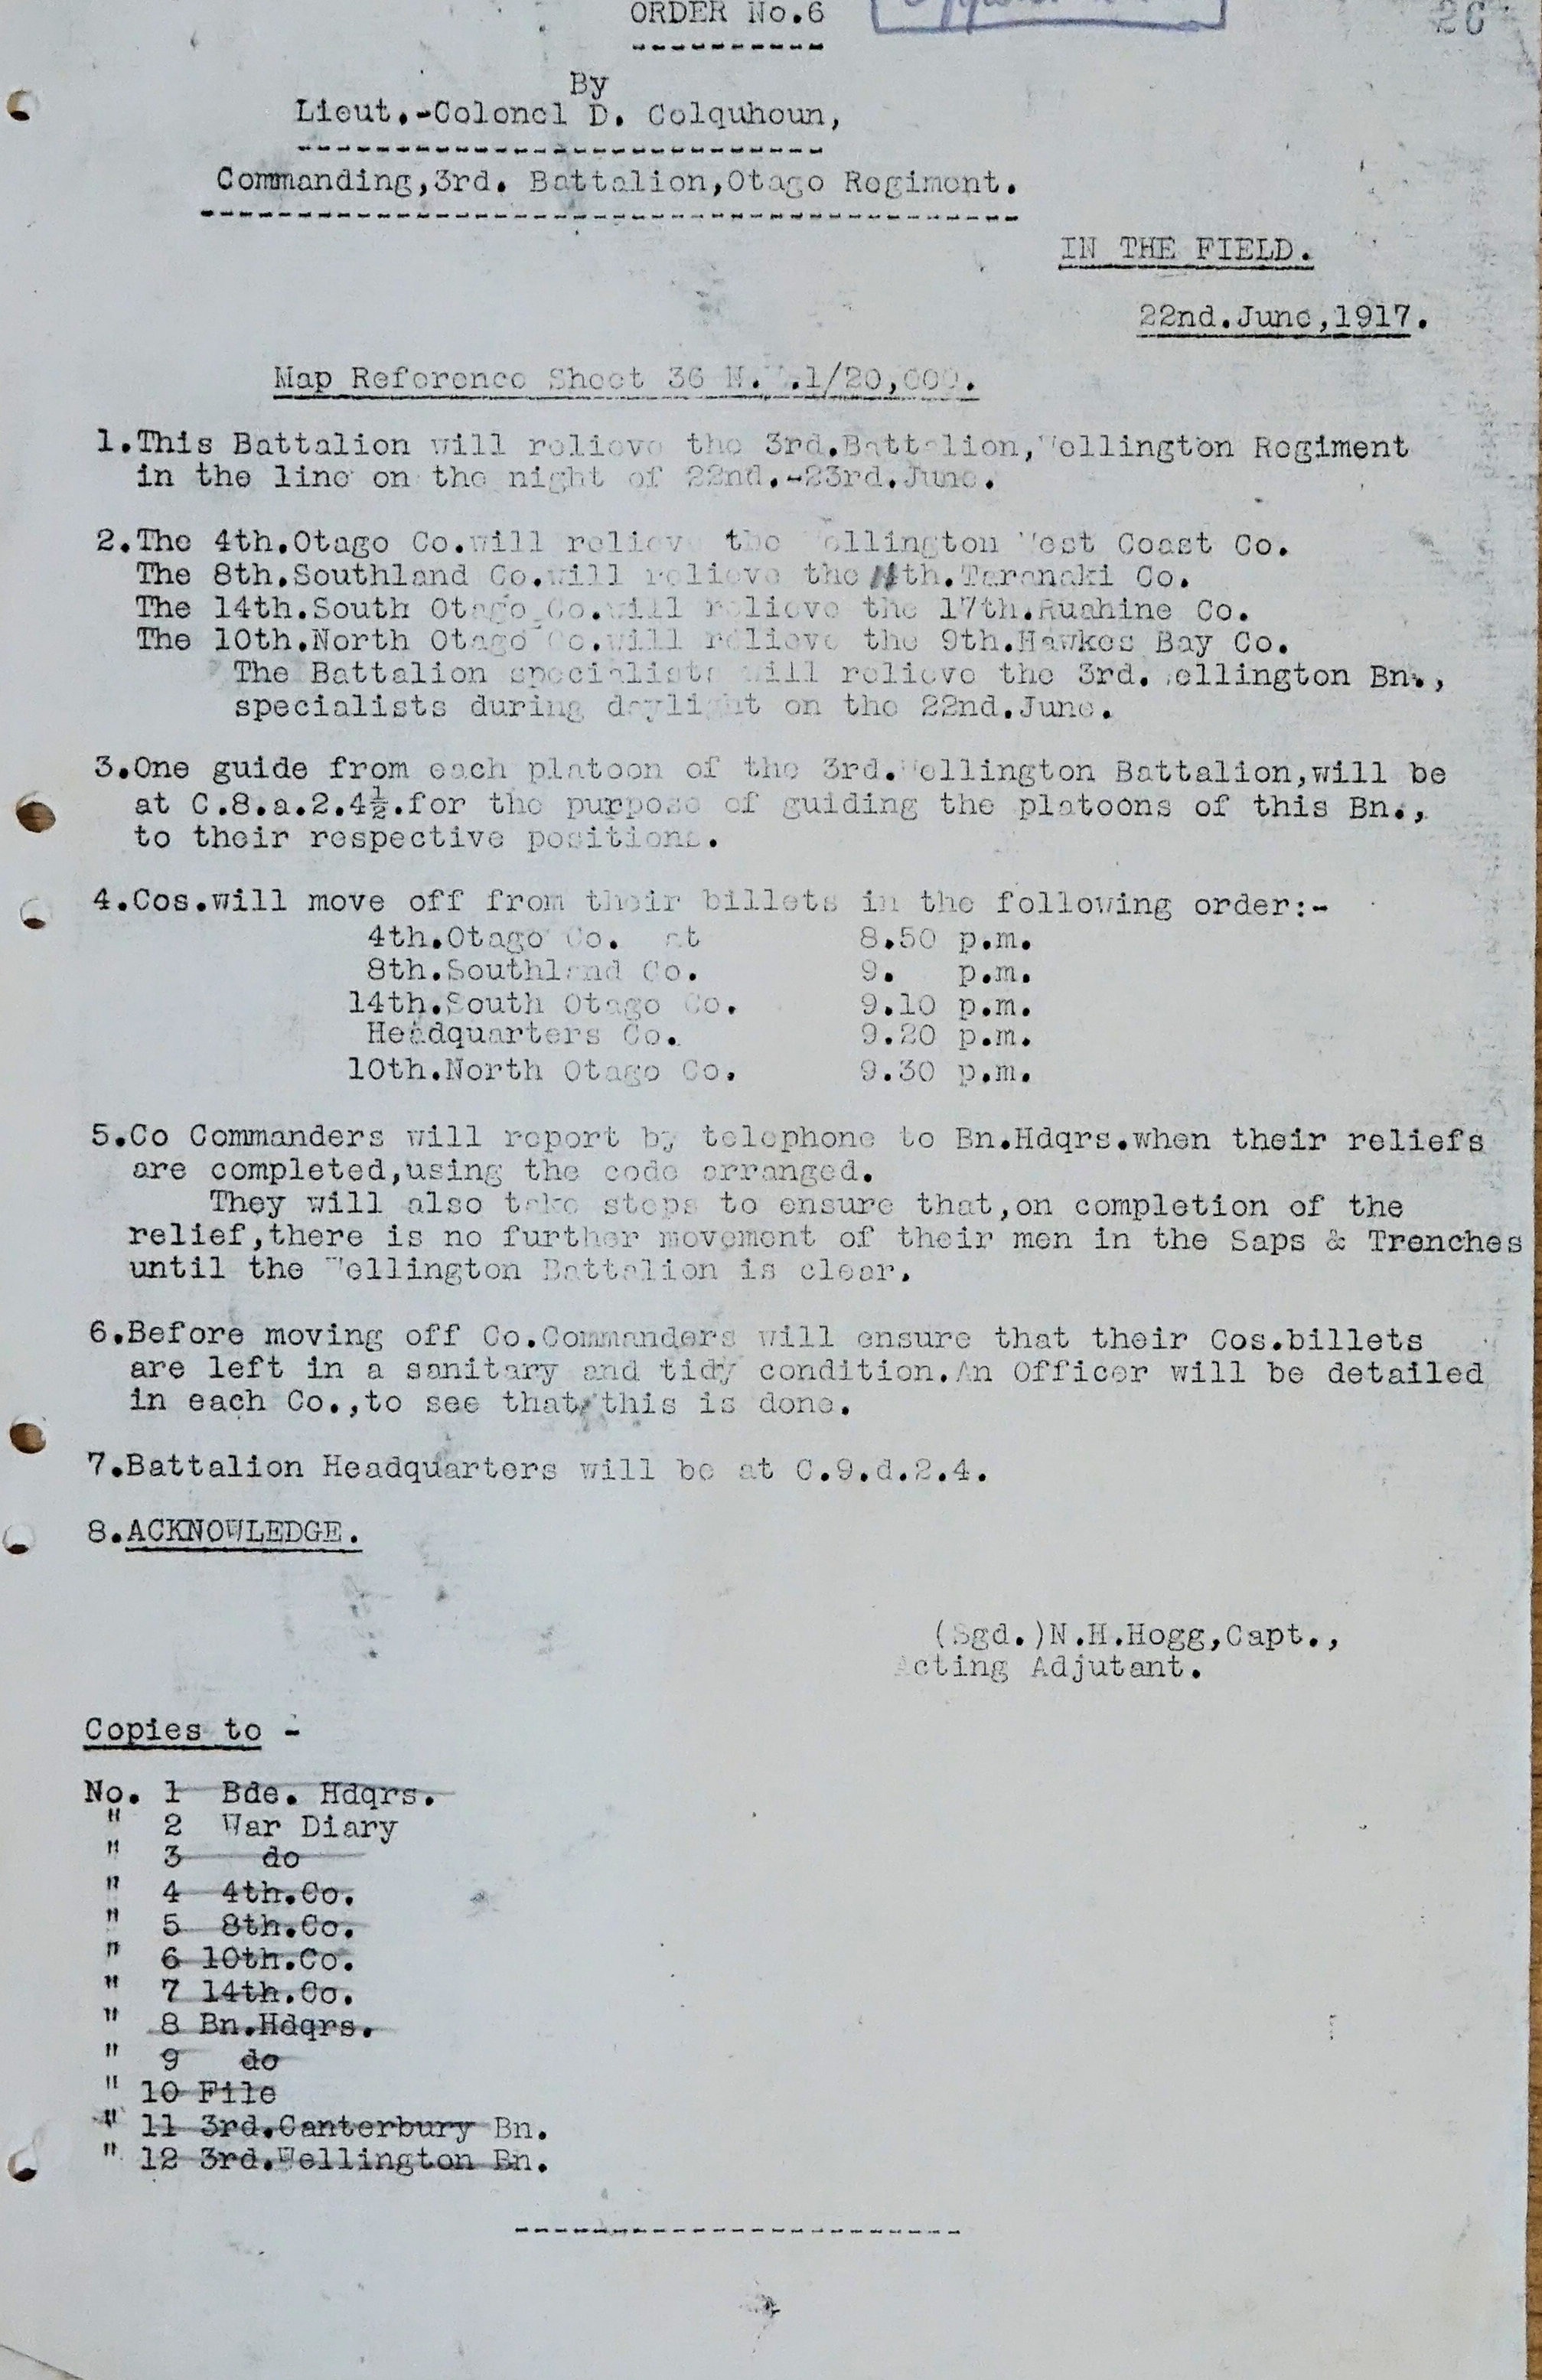 ORDER No.6
By
Lieut.-Colonel D. Colquhoun,
Commanding,3rd. Battalion,Otago Regiment.
IN THE FIELD.
22nd.June,1917.
Map Reference Sheet 36 N. .1/20,000.
1.This Battalion will relieve the 3rd.Battalion,Wellington Regiment
in the line on the night of 22nd.-23rd.June.
2.The 4th.Otago Co.will relieve the Wellington West Coast Co.
The 8th.Southland Co.will relieve the 11th.Taranaki Co.
The 14th.South Otago Co.will relieve the 17th.Ruahine Co.
The 10th.North Otago Co.will relieve the 9th.Hawkes Bay Co.
The Battalion specialists will relieve the 3rd.Wellington Bn.,
specialists during daylight on the 22nd.June.
3.One guide from each platoon of the 3rd.Wellington Battalion,will be
at C.8.a.2.4½.for the purpose of guiding the platoons of this Bn.,
to their respective positions.
4.Cos.will move off from their billets in the following order:-
4th.Otago Co. at 8.50 p.m.
8th.Southland Co. 9. p.m.
14th.South Otago Co. 9.10 p.m.
Headquarters Co. 9.20 p.m.
10th.North Otago Co. 9.30 p.m.
5.Co Commanders will report by telephone to Bn.Hdqrs.when their reliefs
are completed,using the code arranged.
They will also take steps to ensure that,on completion of the
relief,there is no further movement of their men in the Saps & Trenches
until the Wellington Battalion is clear.
6.Before moving off Co.Commanders will ensure that their Cos.billets
are left in a sanitary and tidy condition.An Officer will be detailed
in each Co.,to see that this is done.
7.Battalion Headquarters will be at C.9.d.2.4.
8.ACKNOWLEDGE.
(Sgd.)N.H.Hogg,Capt.,
Acting Adjutant.
Copies to -
No. 1 Bde. Hdqrs.
" 2 War Diary
" 3 do
" 4 4th.Co.
" 5 8th.Co.
" 6 10th.Co.
" 7 14th.Co.
" 8 Bn.Hdqrs.
" 9 do
" 10 File
" 11 3rd.Canterbury Bn.
" 12 3rd.Wellington Bn.